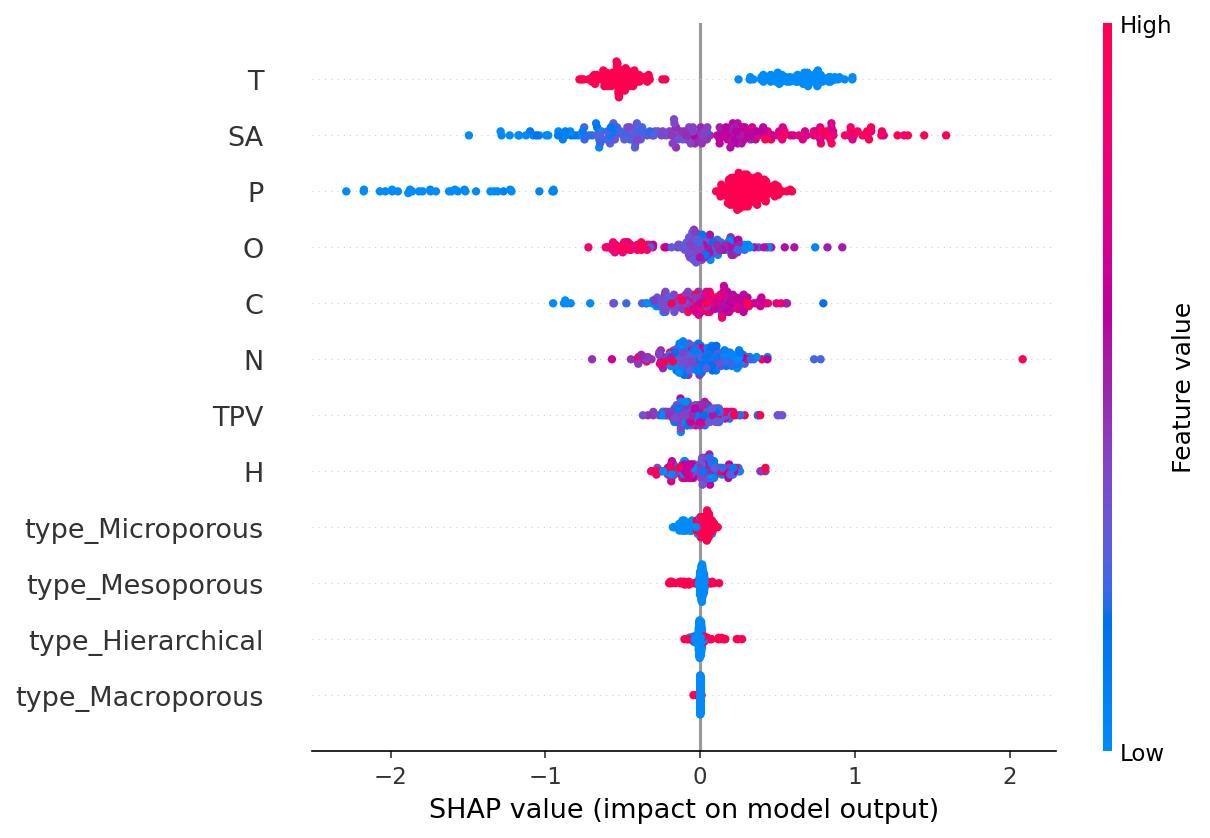 High
T
SA
P
O
C
N
TPV
H
type_Microporous
type_Mesoporous
type_Hierarchical
type_Macroporous
Feature value
Low
−2 −1 0 1 2
SHAP value (impact on model output)